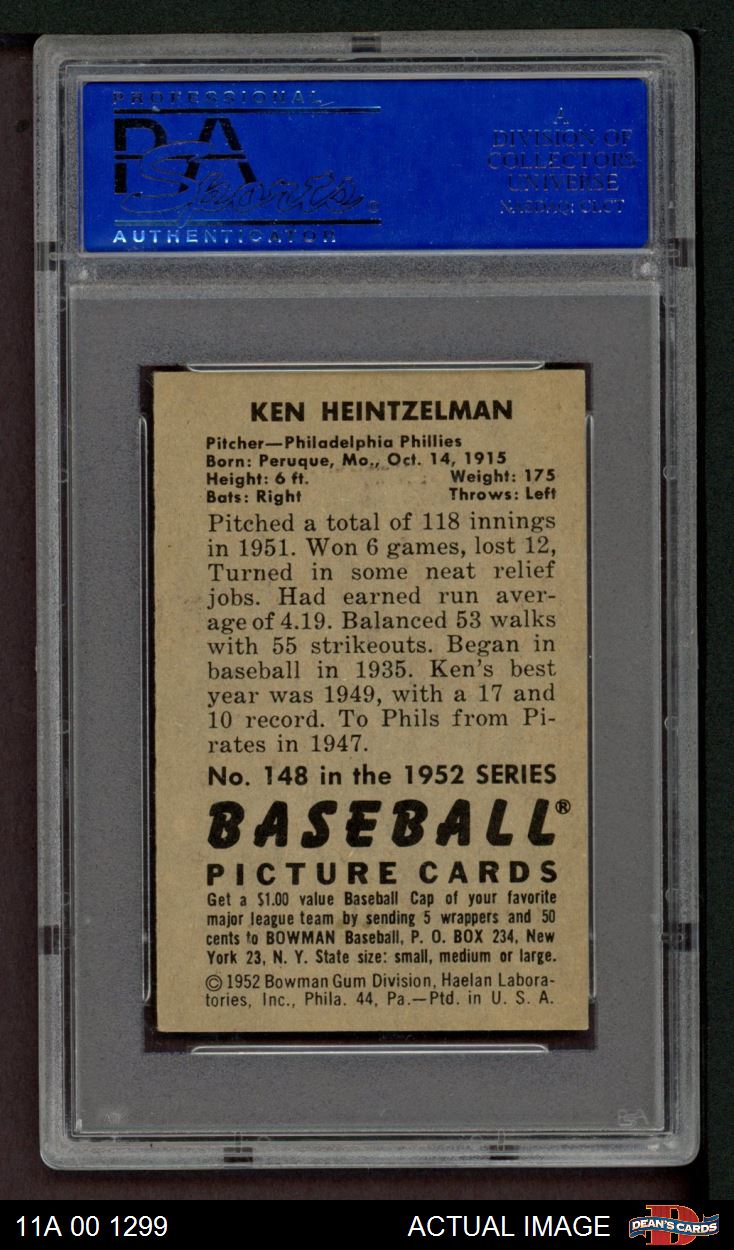 PROFESSIONAL
PSA
Sports
AUTHENTICATOR
A
DIVISION OF
COLLECTORS
UNIVERSE
NASDAQ: CLCT
KEN HEINTZELMAN
Pitcher—Philadelphia Phillies
Born: Peruque, Mo., Oct. 14, 1915
Height: 6 ft. Weight: 175
Bats: Right Throws: Left
Pitched a total of 118 innings
in 1951. Won 6 games, lost 12,
Turned in some neat relief
jobs. Had earned run aver-
age of 4.19. Balanced 53 walks
with 55 strikeouts. Began in
baseball in 1935. Ken's best
year was 1949, with a 17 and
10 record. To Phils from Pi-
rates in 1947.
No. 148 in the 1952 SERIES
BASEBALL®
PICTURE CARDS
Get a $1.00 value Baseball Cap of your favorite
major league team by sending 5 wrappers and 50
cents to BOWMAN Baseball, P. O. BOX 234, New
York 23, N. Y. State size: small, medium or large.
© 1952 Bowman Gum Division, Haelan Labora-
tories, Inc., Phila. 44, Pa.—Ptd. in U. S. A.
PSA
11A 00 1299 ACTUAL IMAGE DEAN'S CARDS